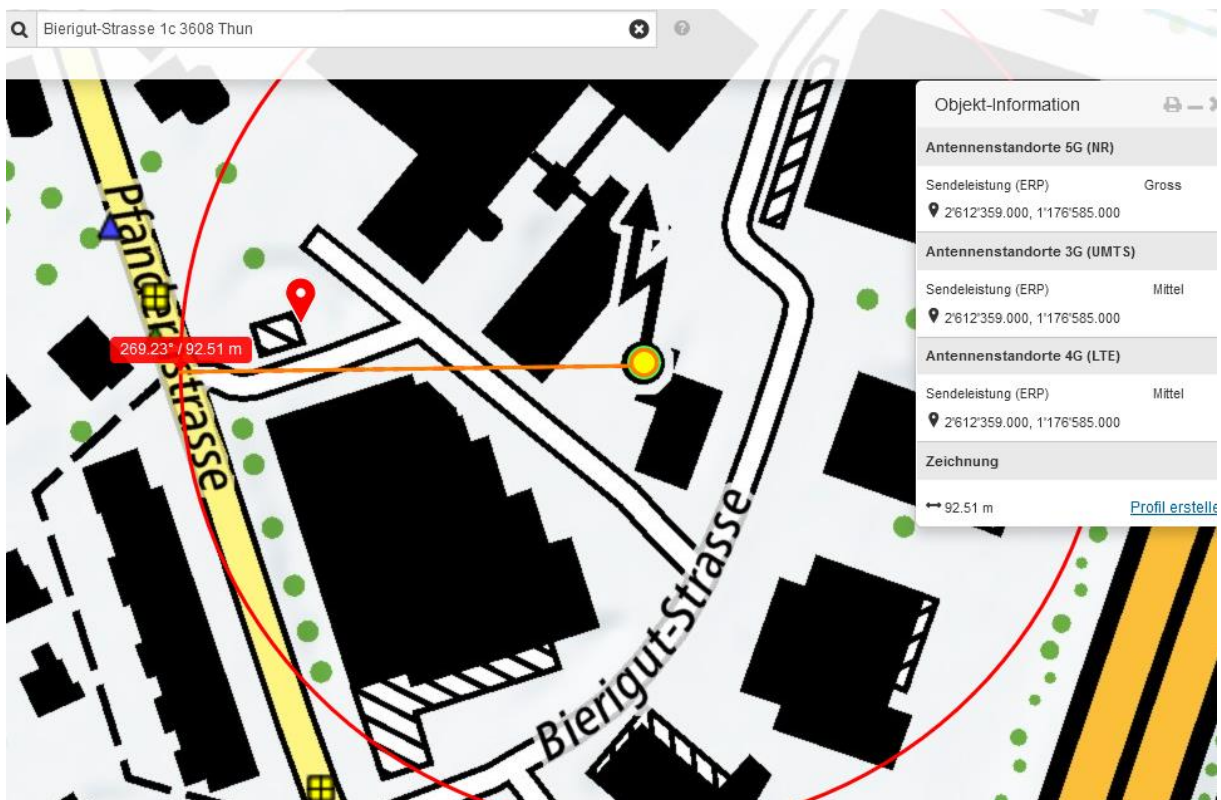 Bierigut-Strasse 1c 3608 Thun
Objekt-Information
Antennenstandorte 5G (NR)
Sendeleistung (ERP) Gross
2'612'359.000, 1'176'585.000
Antennenstandorte 3G (UMTS)
Sendeleistung (ERP) Mittel
2'612'359.000, 1'176'585.000
Antennenstandorte 4G (LTE)
Sendeleistung (ERP) Mittel
2'612'359.000, 1'176'585.000
Zeichnung
92.51 m Profil erstelle
Pfandernstrasse
269.23° / 92.51 m
Bierigut-Strasse